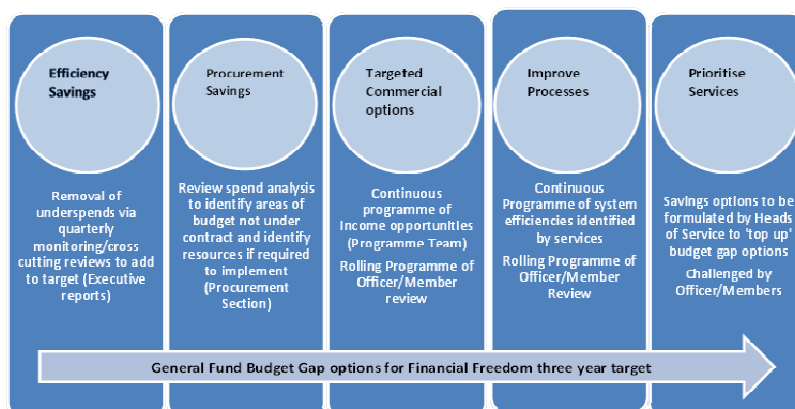 Efficiency
Savings
Removal of
underspends via
quarterly
monitoring/cross
cutting reviews to add
to target (Executive
reports)
Procurement
Savings
Review spend analysis
to identify areas of
budget not under
contract and identify
resources if required
to implement
(Procurement
Section)
Targeted
Commercial
options
Continuous
programme of
Income opportunities
(Programme Team)
Rolling Programme of
Officer/Member
review
Improve
Processes
Continuous
Programme of system
efficiencies identified
by services
Rolling Programme of
Officer/Member
Review
Prioritise
Services
Savings options to be
formulated by Heads
of Service to 'top up'
budget gap options
Challenged by
Officer/Members
General Fund Budget Gap options for Financial Freedom three year target